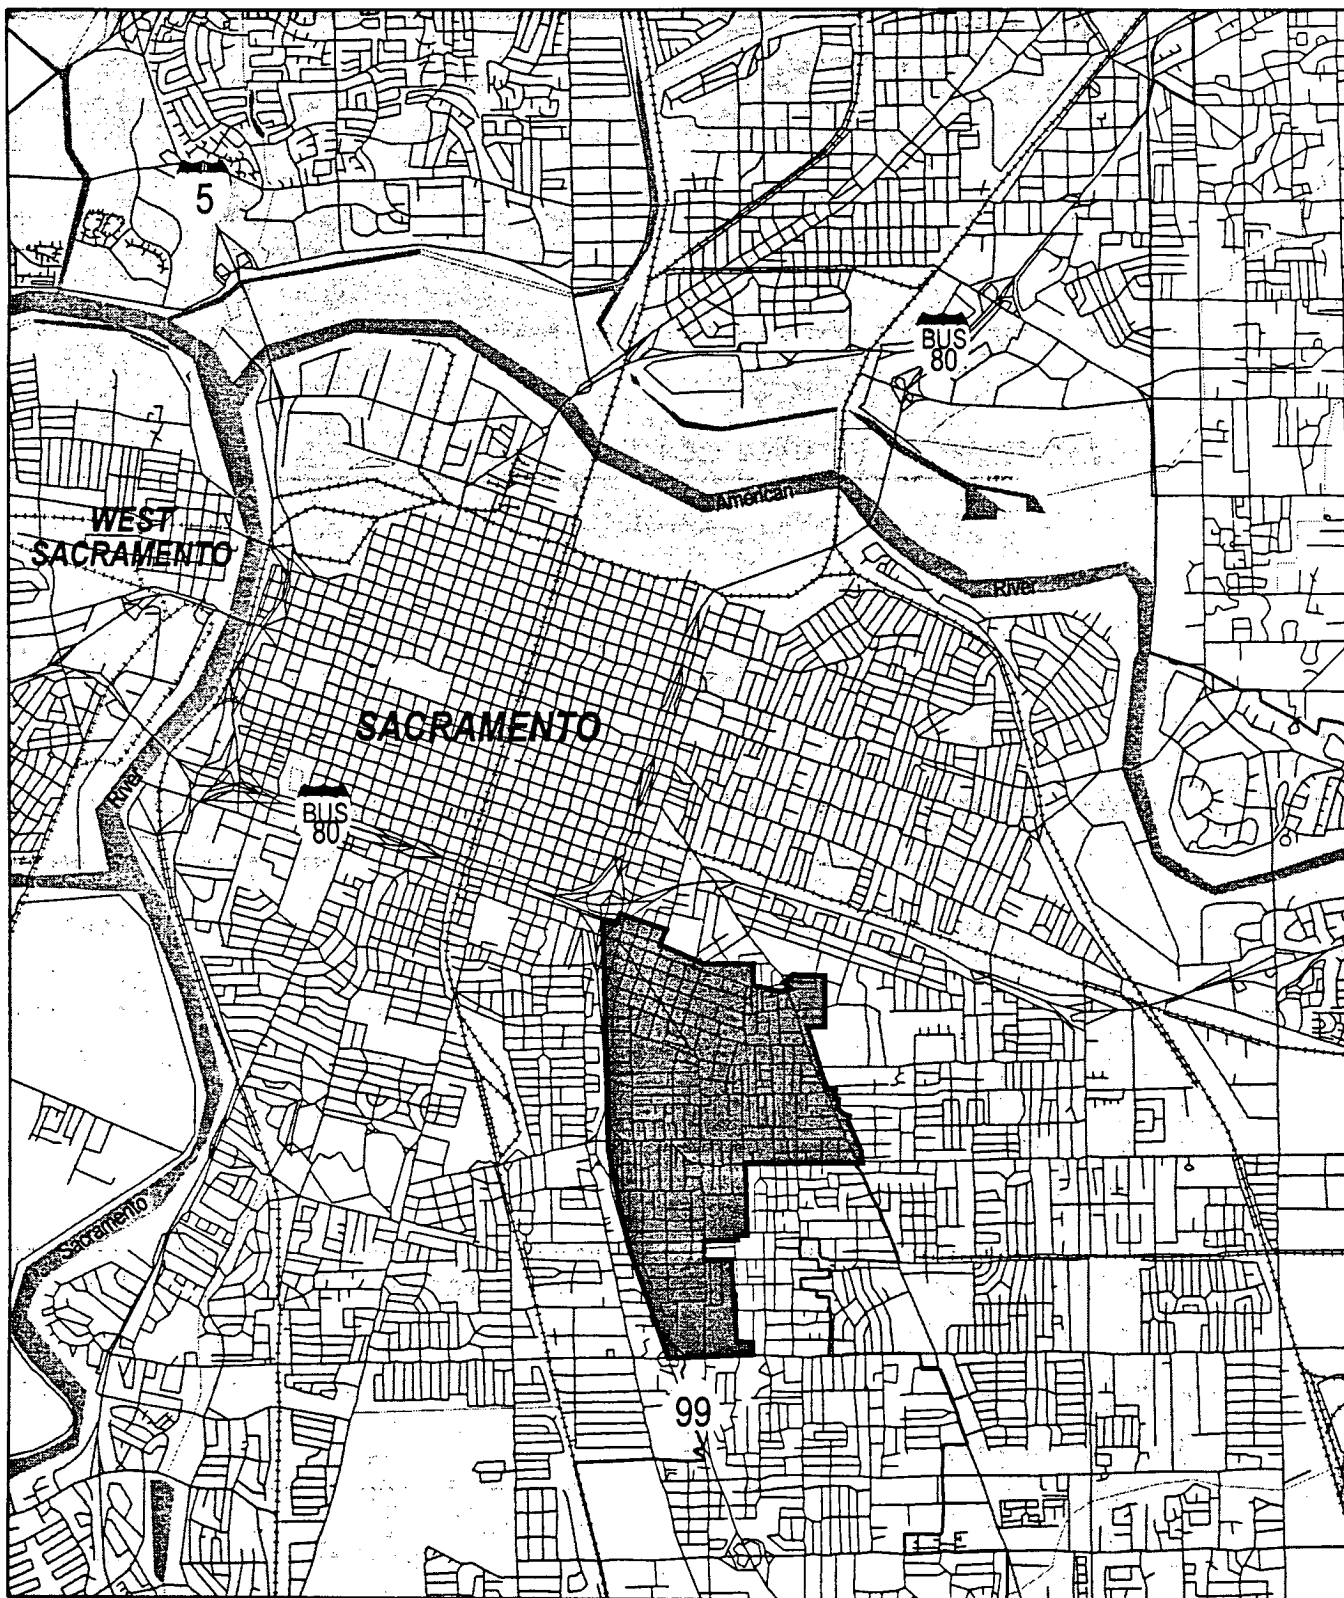 5
BUS
80
American
WEST
SACRAMENTO
River
SACRAMENTO
River
BUS
80
Sacramento
99